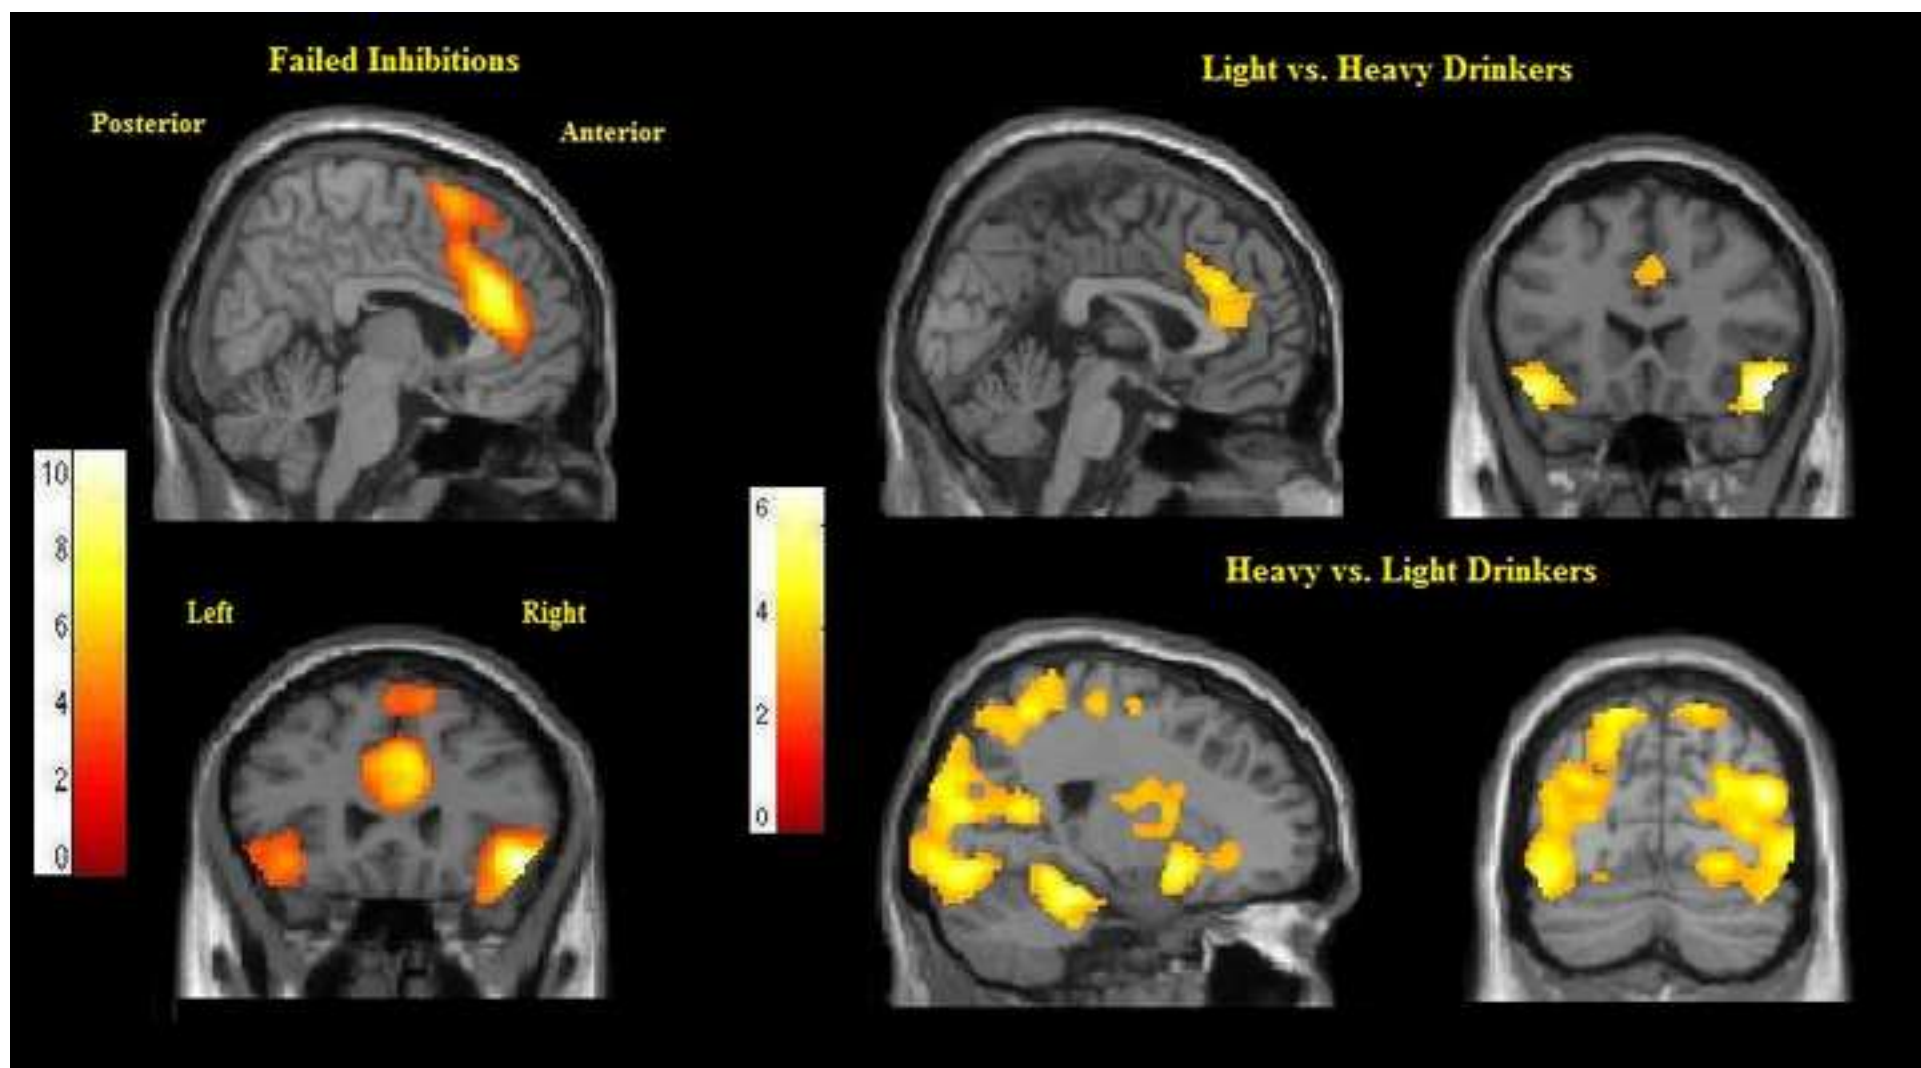 Failed Inhibitions
Posterior
Anterior
10
8
6
4
2
0
Left
Right
Light vs. Heavy Drinkers
6
4
2
0
Heavy vs. Light Drinkers